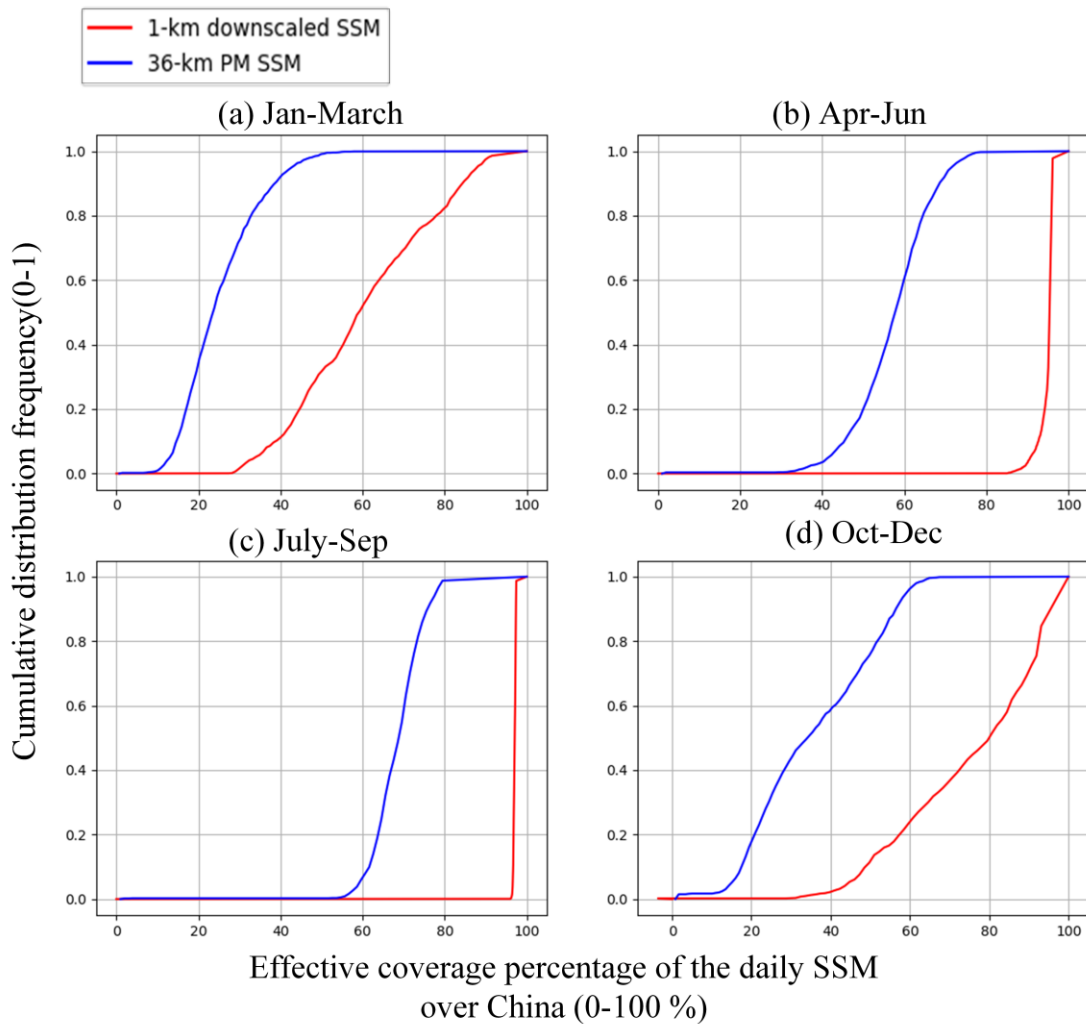 1-km downscaled SSM
36-km PM SSM
(a) Jan-March
(b) Apr-Jun
1.0
0.8
0.6
0.4
0.2
0.0
0 20 40 60 80 100
1.0
0.8
0.6
0.4
0.2
0.0
0 20 40 60 80 100
(c) July-Sep
(d) Oct-Dec
1.0
0.8
0.6
0.4
0.2
0.0
0 20 40 60 80 100
1.0
0.8
0.6
0.4
0.2
0.0
0 20 40 60 80 100
Cumulative distribution frequency(0-1)
Effective coverage percentage of the daily SSM
over China (0-100 %)